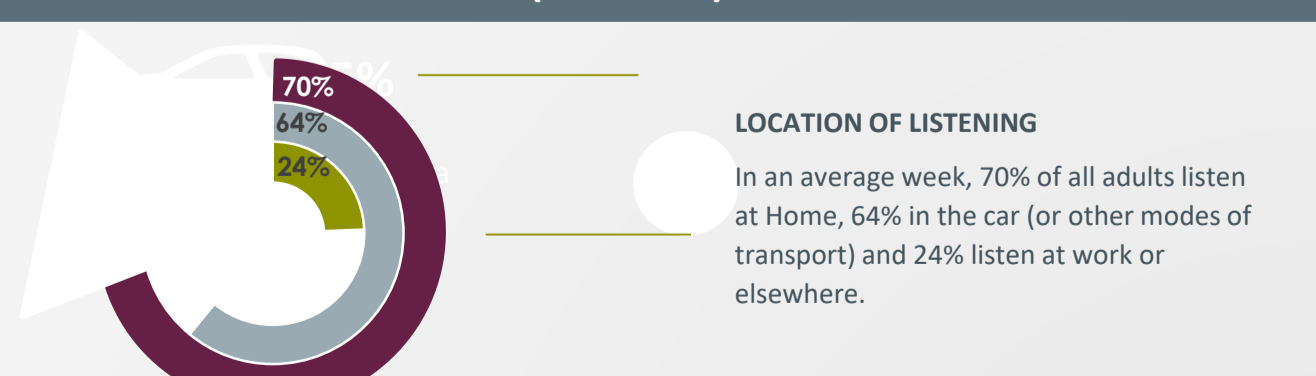 70%
64%
24%
LOCATION OF LISTENING
In an average week, 70% of all adults listen
at Home, 64% in the car (or other modes of
transport) and 24% listen at work or
elsewhere.